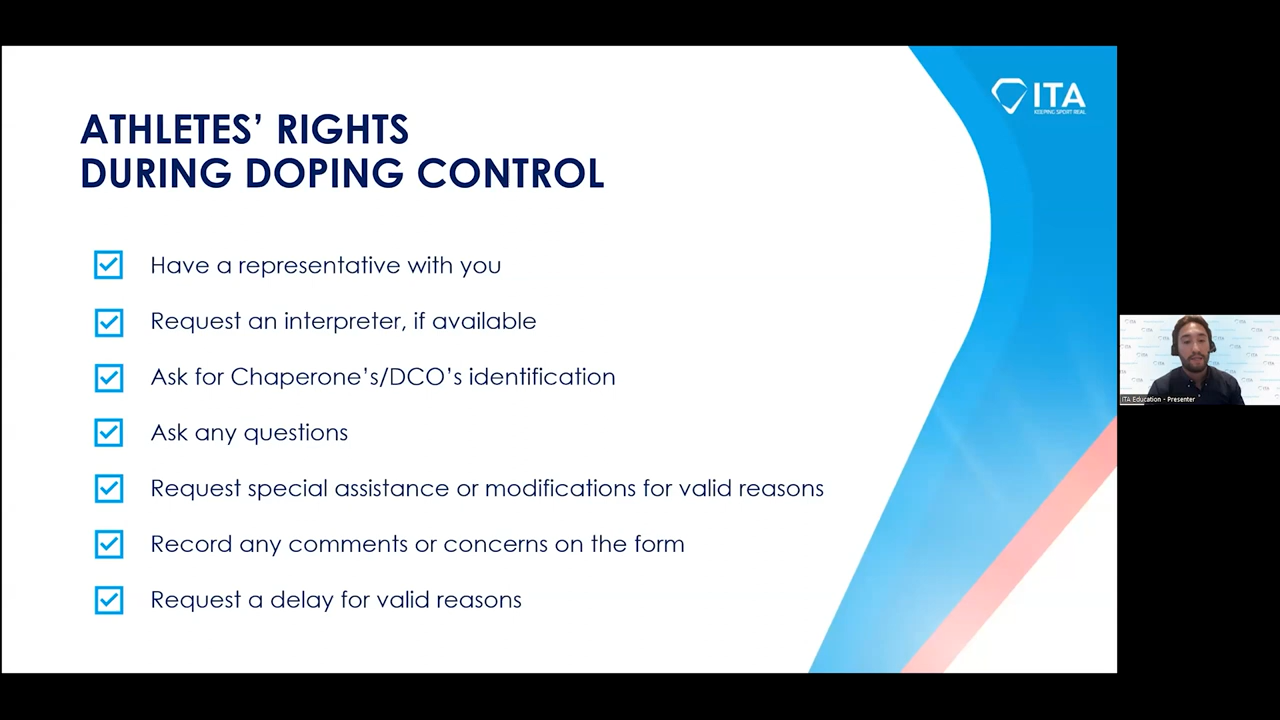 ITA
KEEPING SPORT REAL
ATHLETES’ RIGHTS
DURING DOPING CONTROL
Have a representative with you
Request an interpreter, if available
Ask for Chaperone’s/DCO’s identification
Ask any questions
Request special assistance or modifications for valid reasons
Record any comments or concerns on the form
Request a delay for valid reasons
ITA Education - Presenter